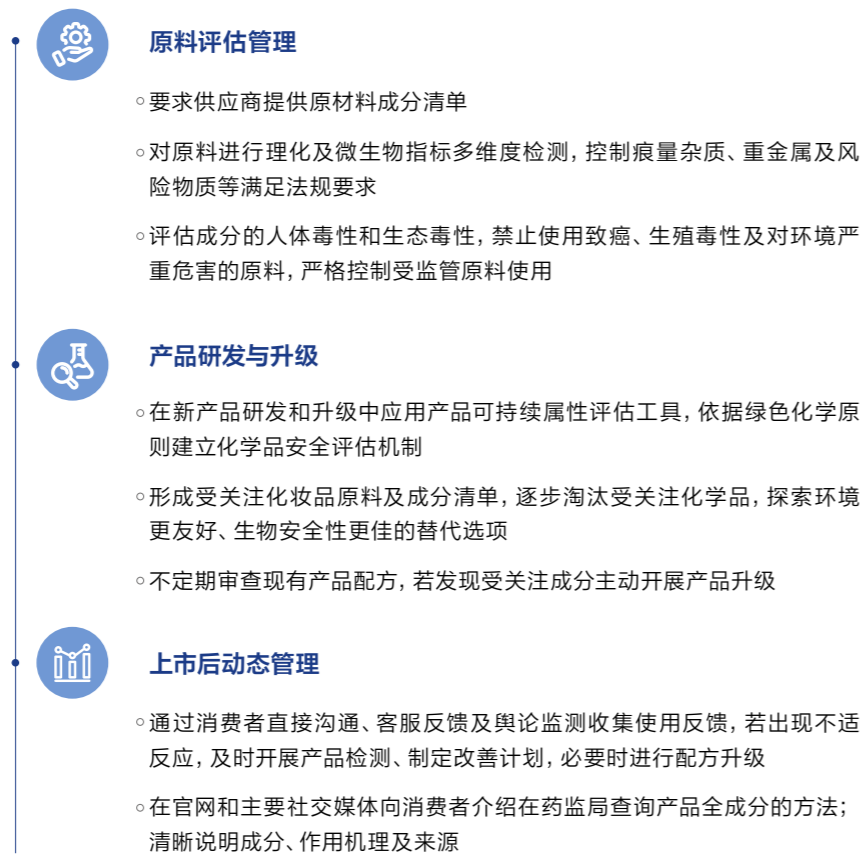 原料评估管理
◦要求供应商提供原材料成分清单
◦对原料进行理化及微生物指标多维度检测，控制痕量杂质、重金属及风
险物质等满足法规要求
◦评估成分的人体毒性和生态毒性，禁止使用致癌、生殖毒性及对环境严
重危害的原料，严格控制受监管原料使用
产品研发与升级
◦在新产品研发和升级中应用产品可持续属性评估工具，依据绿色化学原
则建立化学品安全评估机制
◦形成受关注化妆品原料及成分清单，逐步淘汰受关注化学品，探索环境
更友好、生物安全性更佳的替代选项
◦不定期审查现有产品配方，若发现受关注成分主动开展产品升级
上市后动态管理
◦通过消费者直接沟通、客服反馈及舆论监测收集使用反馈，若出现不适
反应，及时开展产品检测、制定改善计划，必要时进行配方升级
◦在官网和主要社交媒体向消费者介绍在药监局查询产品全成分的方法；
清晰说明成分、作用机理及来源